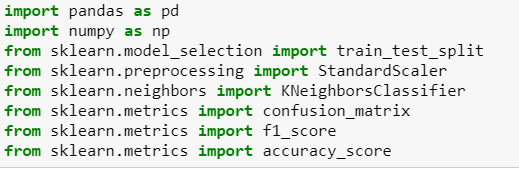 import pandas as pd
import numpy as np
from sklearn.model_selection import train_test_split
from sklearn.preprocessing import StandardScaler
from sklearn.neighbors import KNeighborsClassifier
from sklearn.metrics import confusion_matrix
from sklearn.metrics import f1_score
from sklearn.metrics import accuracy_score